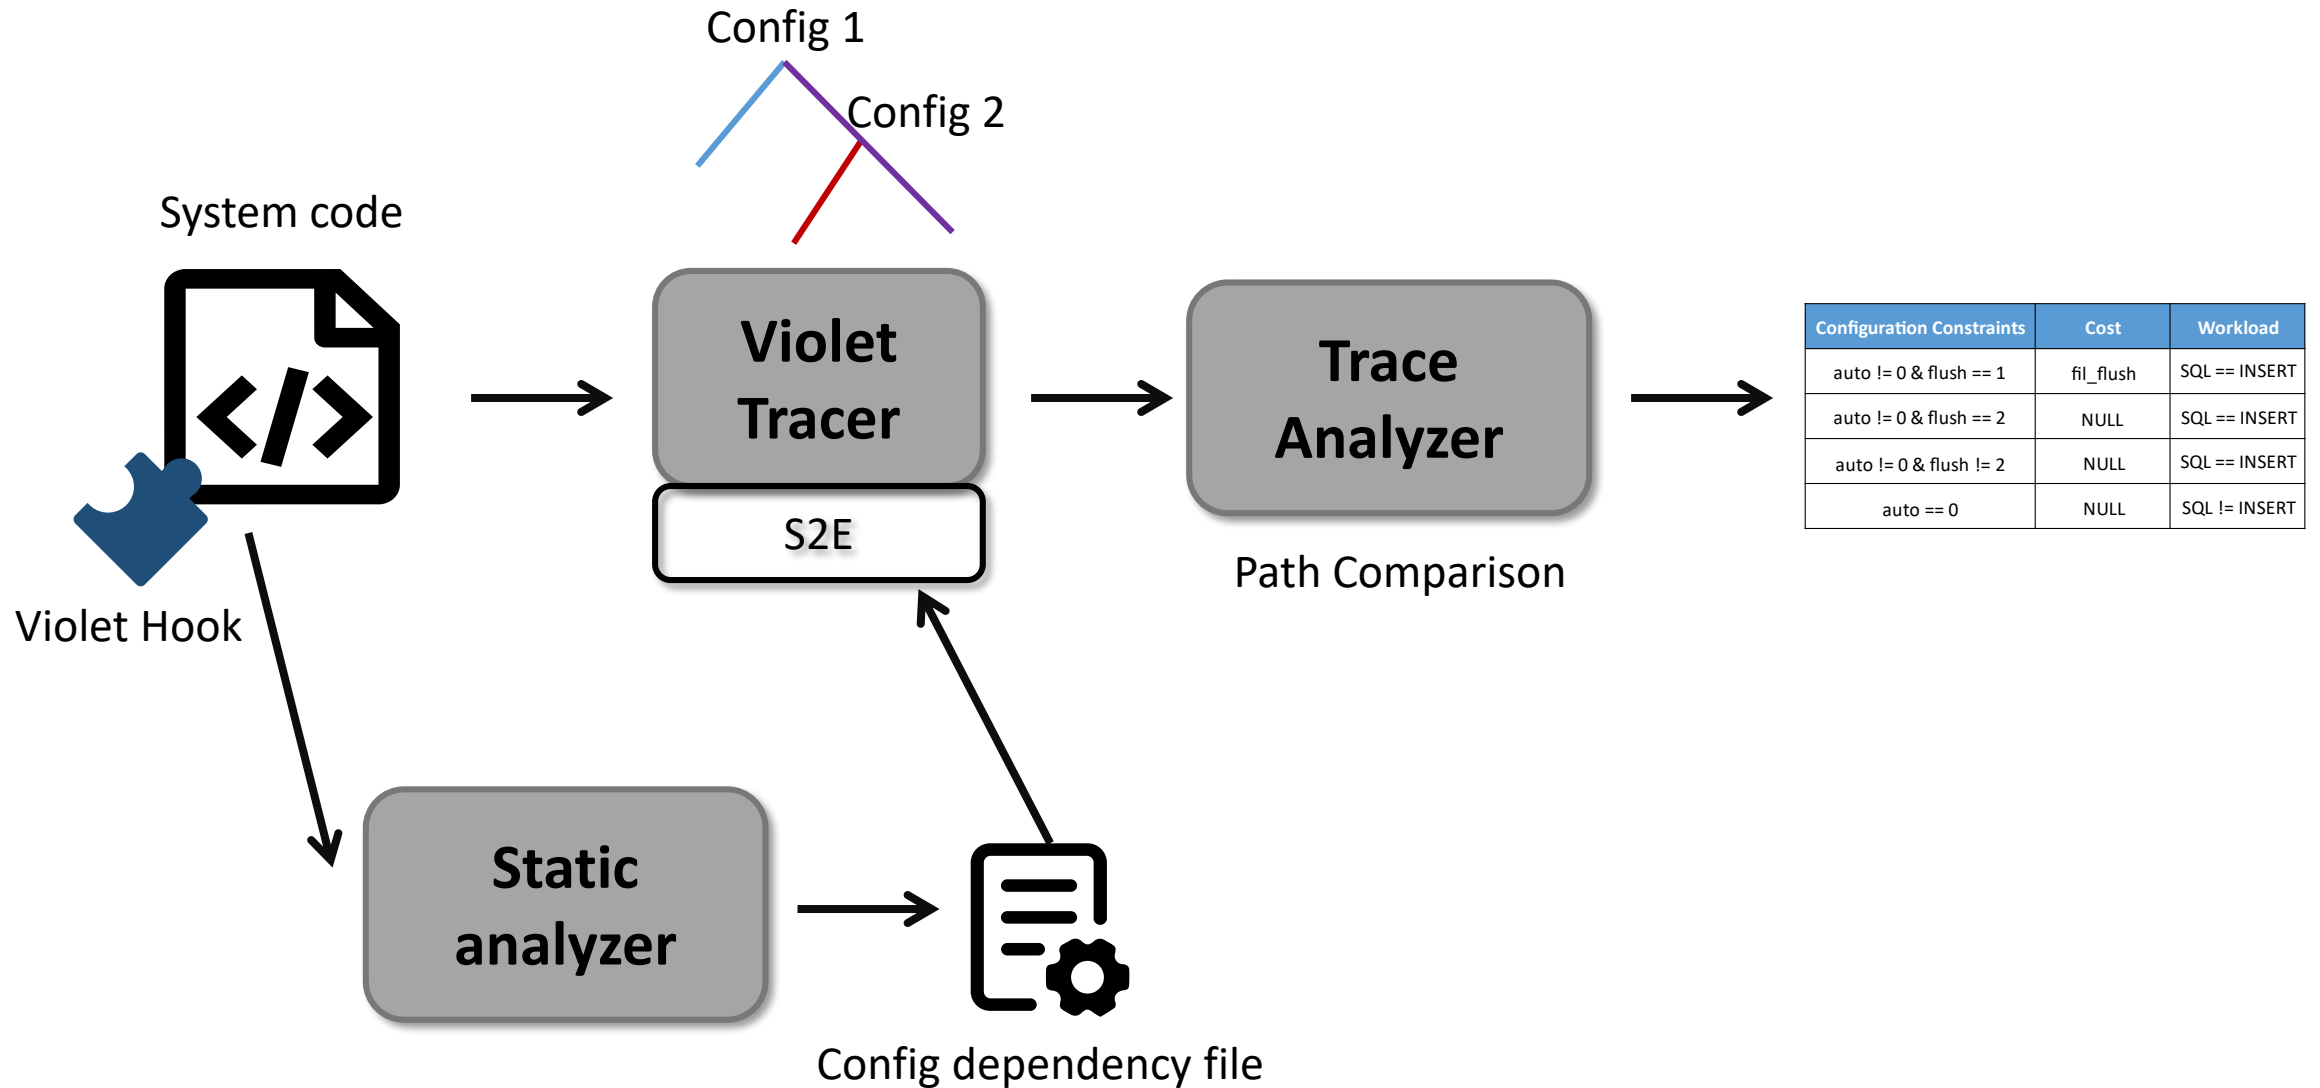 Config 1
Config 2
System code
</>
Violet
Tracer
S2E
Trace
Analyzer
Path Comparison
Configuration Constraints Cost Workload
auto != 0 & flush == 1 fil_flush SQL == INSERT
auto != 0 & flush == 2 NULL SQL == INSERT
auto != 0 & flush != 2 NULL SQL == INSERT
auto == 0 NULL SQL != INSERT
Violet Hook
Static
analyzer
Config dependency file